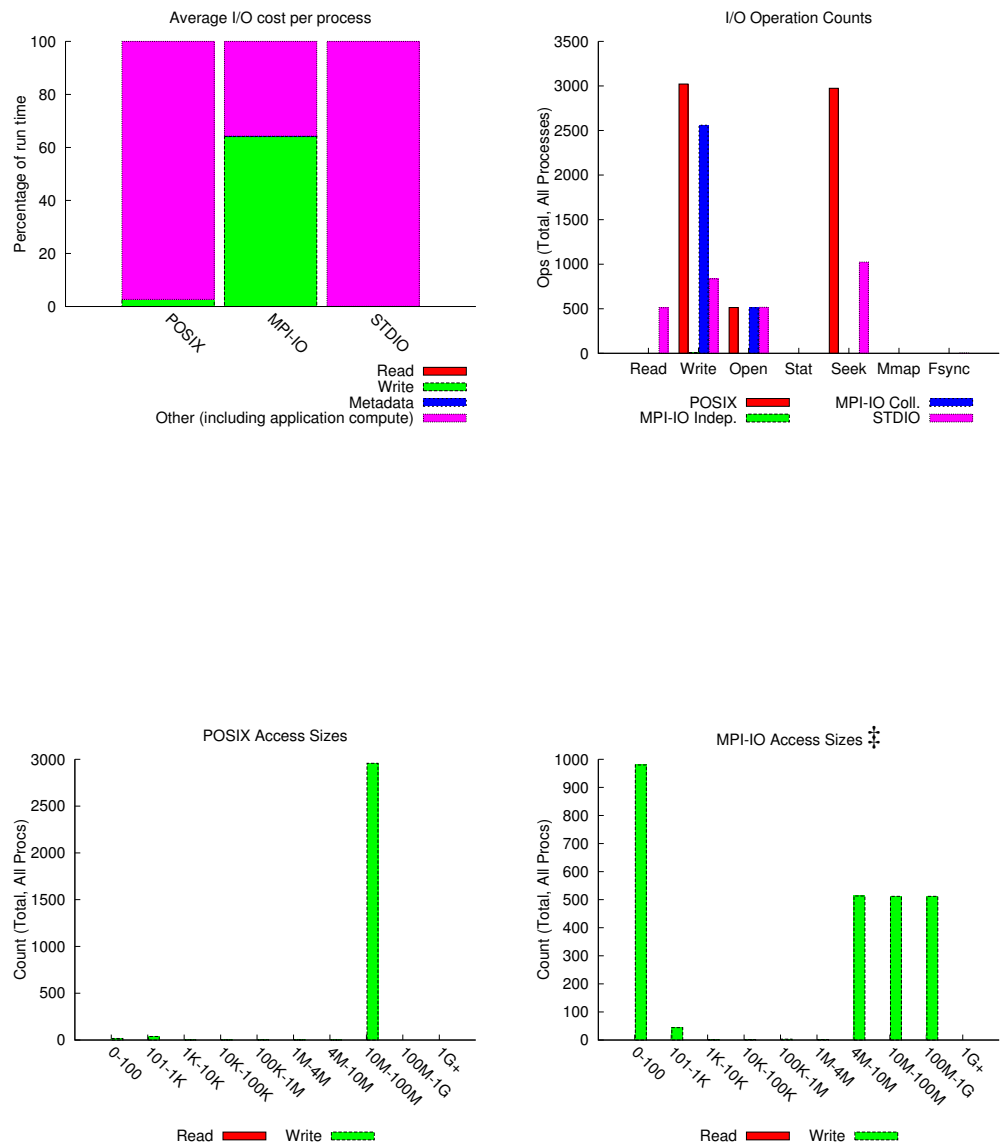 Average I/O cost per process
100
80
60
40
20
0
Percentage of run time
POSIX
MPI-IO
STDIO
Read
Write
Metadata
Other (including application compute)
I/O Operation Counts
3500
3000
2500
2000
1500
1000
500
0
Ops (Total, All Processes)
Read Write Open Stat Seek Mmap Fsync
POSIX
MPI-IO Indep.
MPI-IO Coll.
STDIO
POSIX Access Sizes
3000
2500
2000
1500
1000
500
0
Count (Total, All Procs)
0-100
101-1K
1K-10K
10K-100K
100K-1M
1M-4M
4M-10M
10M-100M
100M-1G
1G+
Read Write
MPI-IO Access Sizes ‡
1000
900
800
700
600
500
400
300
200
100
0
Count (Total, All Procs)
0-100
101-1K
1K-10K
10K-100K
100K-1M
1M-4M
4M-10M
10M-100M
100M-1G
1G+
Read Write